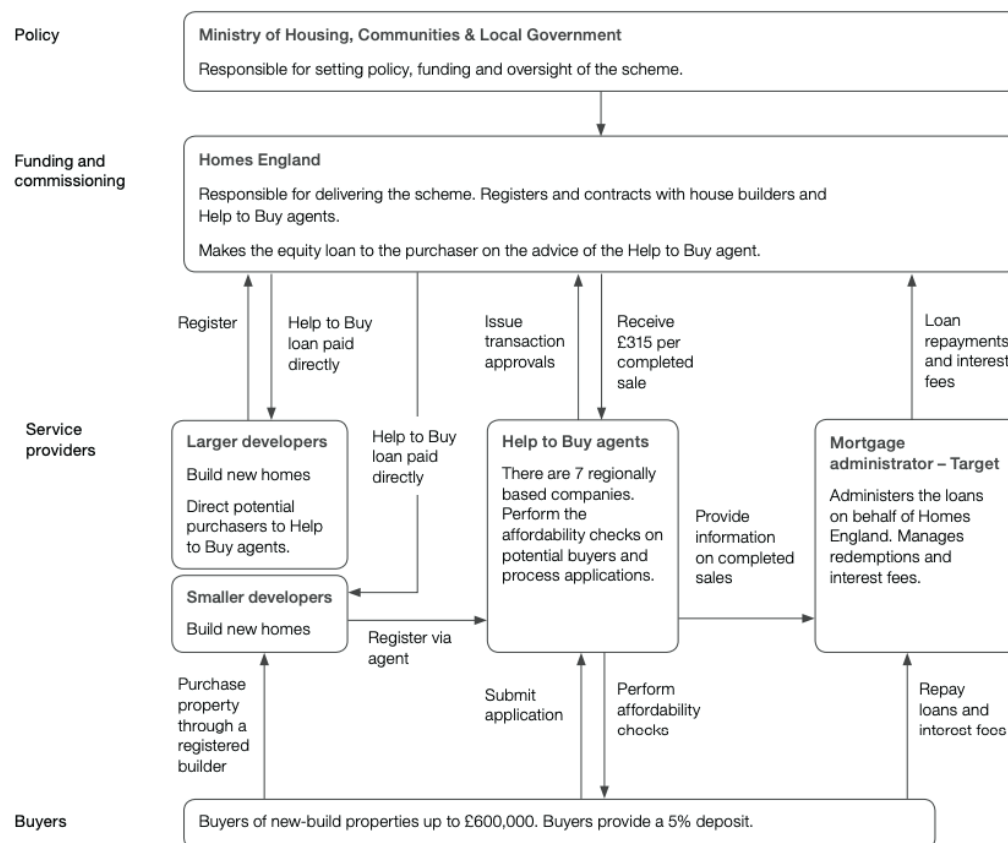 Policy
Ministry of Housing, Communities & Local Government
Responsible for setting policy, funding and oversight of the scheme.
Funding and
commissioning
Homes England
Responsible for delivering the scheme. Registers and contracts with house builders and
Help to Buy agents.
Makes the equity loan to the purchaser on the advice of the Help to Buy agent.
Register
Help to Buy
loan paid
directly
Issue
transaction
approvals
Receive
£315 per
completed
sale
Loan
repayments
and interest
fees
Service
providers
Larger developers
Build new homes
Direct potential
purchasers to Help
to Buy agents.
Help to Buy
loan paid
directly
Help to Buy agents
There are 7 regionally
based companies.
Perform the
affordability checks on
potential buyers and
process applications.
Provide
information
on completed
sales
Mortgage
administrator – Target
Administers the loans
on behalf of Homes
England. Manages
redemptions and
interest fees.
Smaller developers
Build new homes
Register via
agent
Purchase
property
through a
registered
builder
Submit
application
Perform
affordability
checks
Repay
loans and
interest fees
Buyers
Buyers of new-build properties up to £600,000. Buyers provide a 5% deposit.